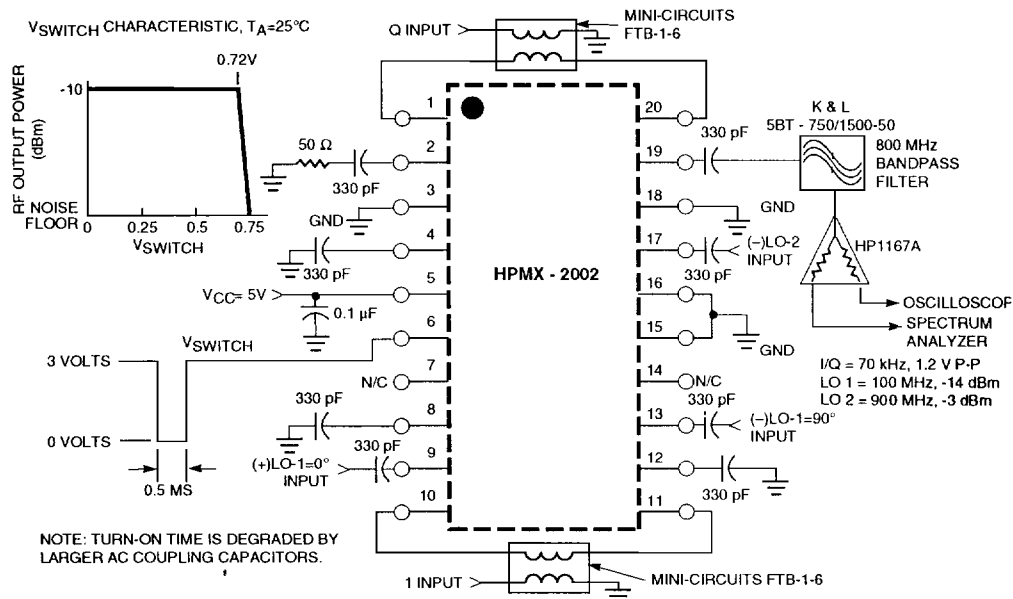 VSWITCH CHARACTERISTIC, TA=25°C
0.72V
-10
RF OUTPUT POWER
(dBm)
NOISE
FLOOR
0
0.25
0.5
0.75
VSWITCH
Q INPUT
MINI-CIRCUITS
FTB-1-6
1
2
50 Ω
330 pF
3
GND
4
330 pF
VCC= 5V
5
0.1 µF
6
VSWITCH
3 VOLTS
0 VOLTS
0.5 MS
7
N/C
8
330 pF
9
330 pF
(+)LO-1=0°
INPUT
10
HPMX - 2002
20
19
330 pF
K & L
5BT - 750/1500-50
800 MHz
BANDPASS
FILTER
18
GND
17
330 pF
(–)LO-2
INPUT
HP1167A
16
15
GND
OSCILLOSCOP
SPECTRUM
ANALYZER
I/Q = 70 kHz, 1.2 V P-P
LO 1 = 100 MHz, -14 dBm
LO 2 = 900 MHz, -3 dBm
14
N/C
330 pF
13
(–)LO-1=90°
INPUT
12
330 pF
11
NOTE: TURN-ON TIME IS DEGRADED BY
LARGER AC COUPLING CAPACITORS.
1 INPUT
MINI-CIRCUITS FTB-1-6